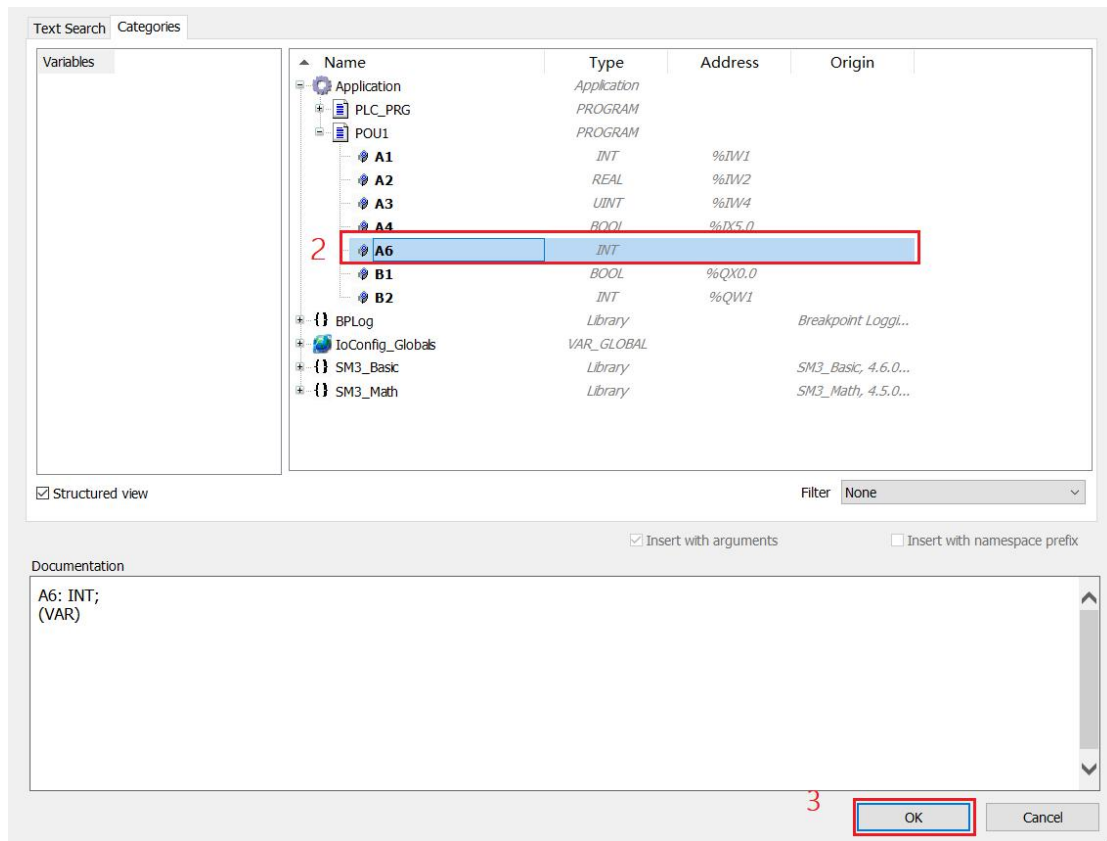 Text Search Categories
Variables
Name Type Address Origin
Application Application
PLC_PRG PROGRAM
POU1 PROGRAM
A1 INT %IW1
A2 REAL %IW2
A3 UINT %IW4
A4 BOOL %IX5.0
2 A6 INT
B1 BOOL %QX0.0
B2 INT %QW1
BPLog Library Breakpoint Loggi...
IoConfig_Globals VAR_GLOBAL
SM3_Basic Library SM3_Basic, 4.6.0...
SM3_Math Library SM3_Math, 4.5.0...
Structured view Filter None
Insert with arguments Insert with namespace prefix
Documentation
A6: INT;
(VAR)
3 OK Cancel